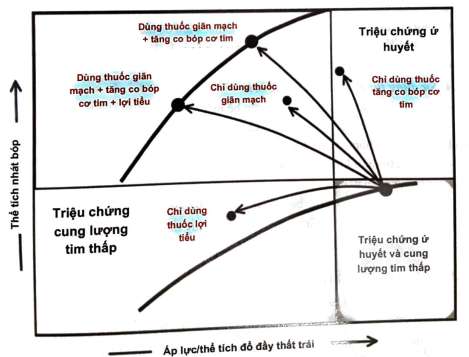 Dùng thuốc giãn mạch
+ tăng co bóp cơ tim
Triệu chứng ứ
huyết
Dùng thuốc giãn
mạch + tăng co bóp
cơ tim + lợi tiểu
Chỉ dùng thuốc
giãn mạch
Chỉ dùng thuốc
tăng co bóp cơ
tim
Thể tích nhát bóp
Triệu chứng
cung lượng
tim thấp
Chỉ dùng
thuốc lợi
tiểu
Triệu chứng ứ
huyết và cung
lượng tim thấp
Áp lực/thể tích đổ đầy thất trái